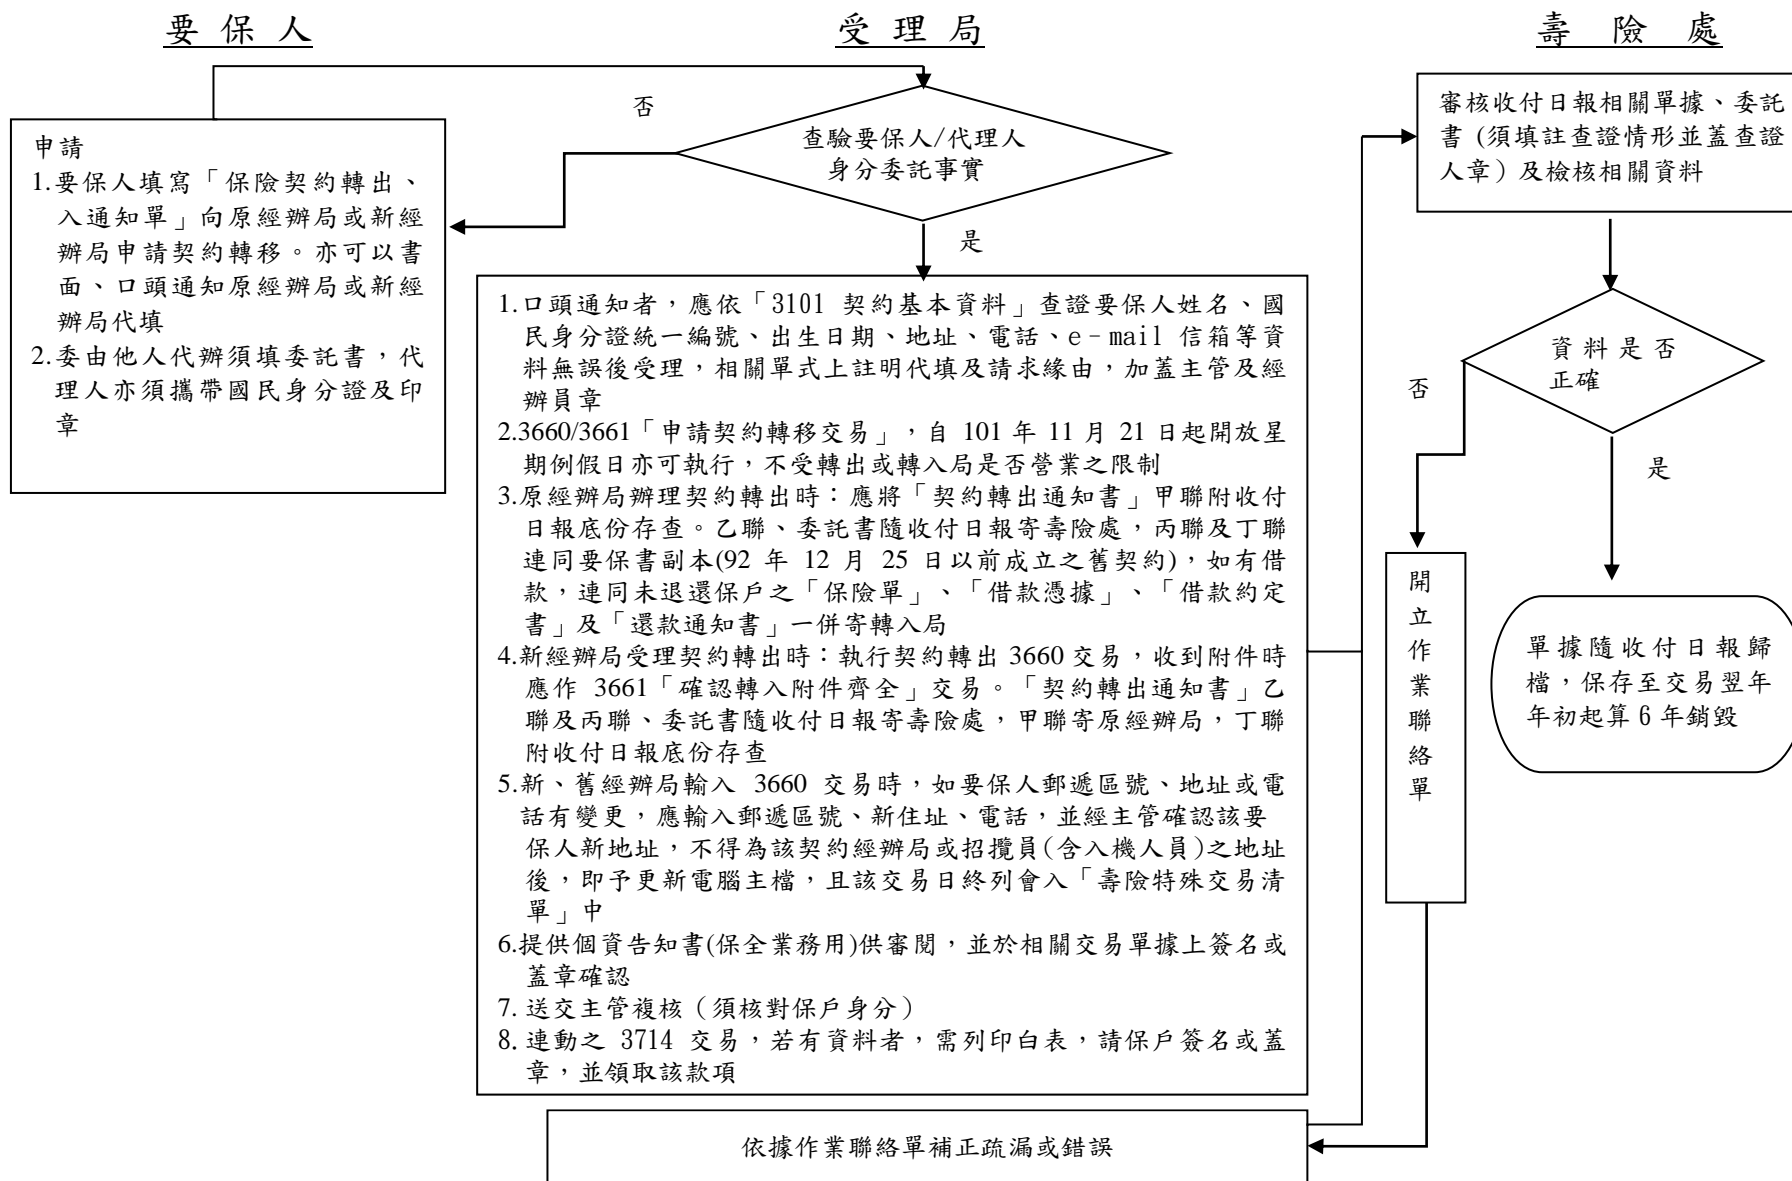 要保人
受理局
壽險處
申請
1.要保人填寫「保險契約轉出、
入通知單」向原經辦局或新經
辦局申請契約轉移。亦可以書
面、口頭通知原經辦局或新經
辦局代填
2.委由他人代辦須填委託書，代
理人亦須攜帶國民身分證及印
章
否
查驗要保人/代理人
身分委託事實
是
1.口頭通知者，應依「3101 契約基本資料」查證要保人姓名、國
民身分證統一編號、出生日期、地址、電話、e-mail 信箱等資
料無誤後受理，相關單式上註明代填及請求緣由，加蓋主管及經
辦員章
2.3660/3661「申請契約轉移交易」，自 101 年 11 月 21 日起開放星
期例假日亦可執行，不受轉出或轉入局是否營業之限制
3.原經辦局辦理契約轉出時：應將「契約轉出通知書」甲聯附收付
日報底份存查。乙聯、委託書隨收付日報寄壽險處，丙聯及丁聯
連同要保書副本(92 年 12 月 25 日以前成立之舊契約)，如有借
款，連同未退還保戶之「保險單」、「借款憑據」、「借款約定
書」及「還款通知書」一併寄轉入局
4.新經辦局受理契約轉出時：執行契約轉出 3660 交易，收到附件時
應作 3661「確認轉入附件齊全」交易。「契約轉出通知書」乙
聯及丙聯、委託書隨收付日報寄壽險處，甲聯寄原經辦局，丁聯
附收付日報底份存查
5.新、舊經辦局輸入 3660 交易時，如要保人郵遞區號、地址或電
話有變更，應輸入郵遞區號、新住址、電話，並經主管確認該要
保人新地址，不得為該契約經辦局或招攬員(含入機人員)之地址
後，即予更新電腦主檔，且該交易日終列會入「壽險特殊交易清
單」中
6.提供個資告知書(保全業務用)供審閱，並於相關交易單據上簽名或
蓋章確認
7.送交主管複核（須核對保戶身分）
8.連動之 3714 交易，若有資料者，需列印白表，請保戶簽名或蓋
章，並領取該款項
依據作業聯絡單補正疏漏或錯誤
審核收付日報相關單據、委託
書（須填註查證情形並蓋查證
人章）及檢核相關資料
資料是否
正確
否
是
開
立
作
業
聯
絡
單
單據隨收付日報歸
檔，保存至交易翌年
年初起算 6 年銷毀